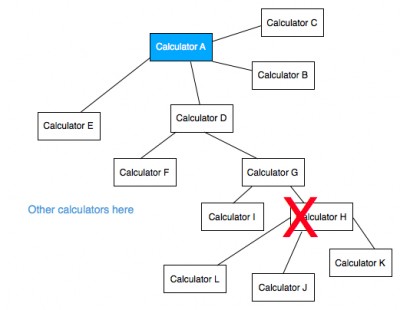 Calculator C
Calculator A
Calculator B
Calculator E
Calculator D
Calculator F
Calculator G
Other calculators here
Calculator I
X
Calculator H
Calculator K
Calculator L
Calculator J